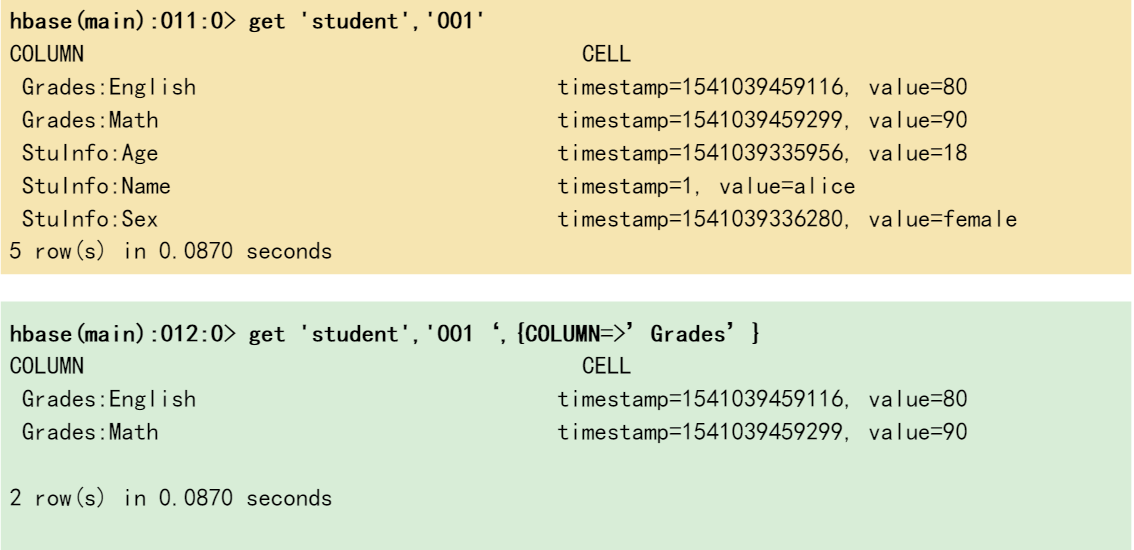 hbase(main):011:0> get 'student','001'
COLUMN CELL
Grades:English timestamp=1541039459116, value=80
Grades:Math timestamp=1541039459299, value=90
StuInfo:Age timestamp=1541039335956, value=18
StuInfo:Name timestamp=1, value=alice
StuInfo:Sex timestamp=1541039336280, value=female
5 row(s) in 0.0870 seconds
hbase(main):012:0> get 'student','001 ‘,{COLUMN=>’ Grades’ }
COLUMN CELL
Grades:English timestamp=1541039459116, value=80
Grades:Math timestamp=1541039459299, value=90
2 row(s) in 0.0870 seconds